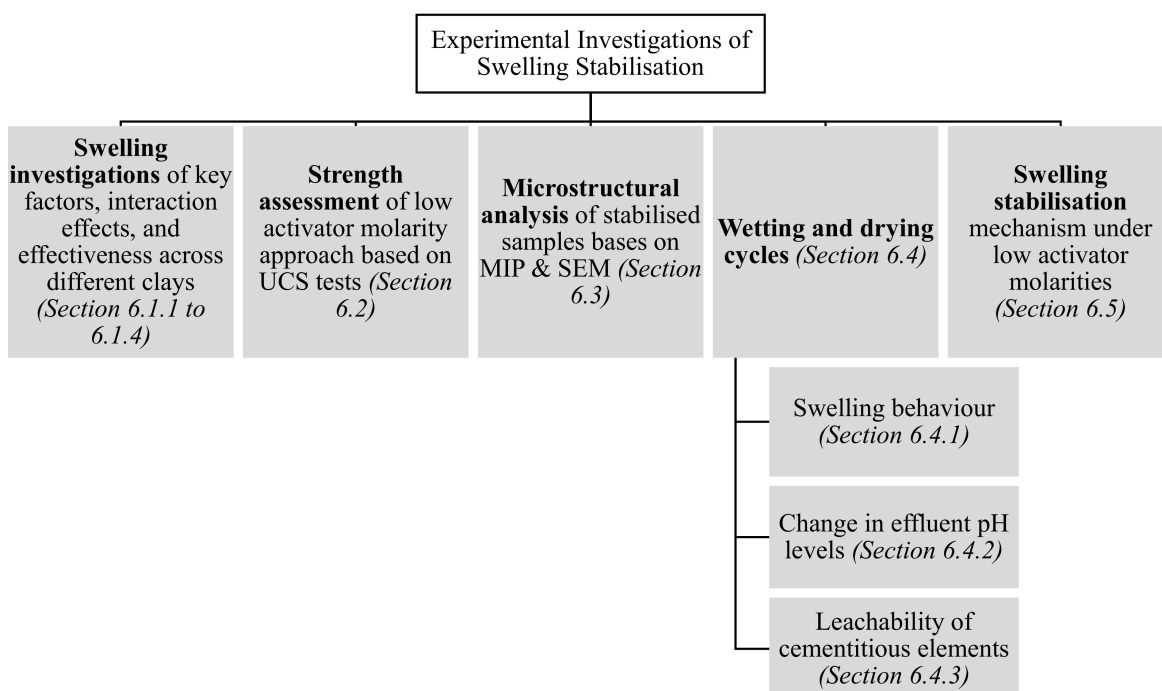 Experimental Investigations of
Swelling Stabilisation
Swelling
investigations of key
factors, interaction
effects, and
effectiveness across
different clays
(Section 6.1.1 to
6.1.4)
Strength
assessment of low
activator molarity
approach based on
UCS tests (Section
6.2)
Microstructural
analysis of stabilised
samples bases on
MIP & SEM (Section
6.3)
Wetting and drying
cycles (Section 6.4)
Swelling
stabilisation
mechanism under
low activator
molarities
(Section 6.5)
Swelling behaviour
(Section 6.4.1)
Change in effluent pH
levels (Section 6.4.2)
Leachability of
cementitious elements
(Section 6.4.3)